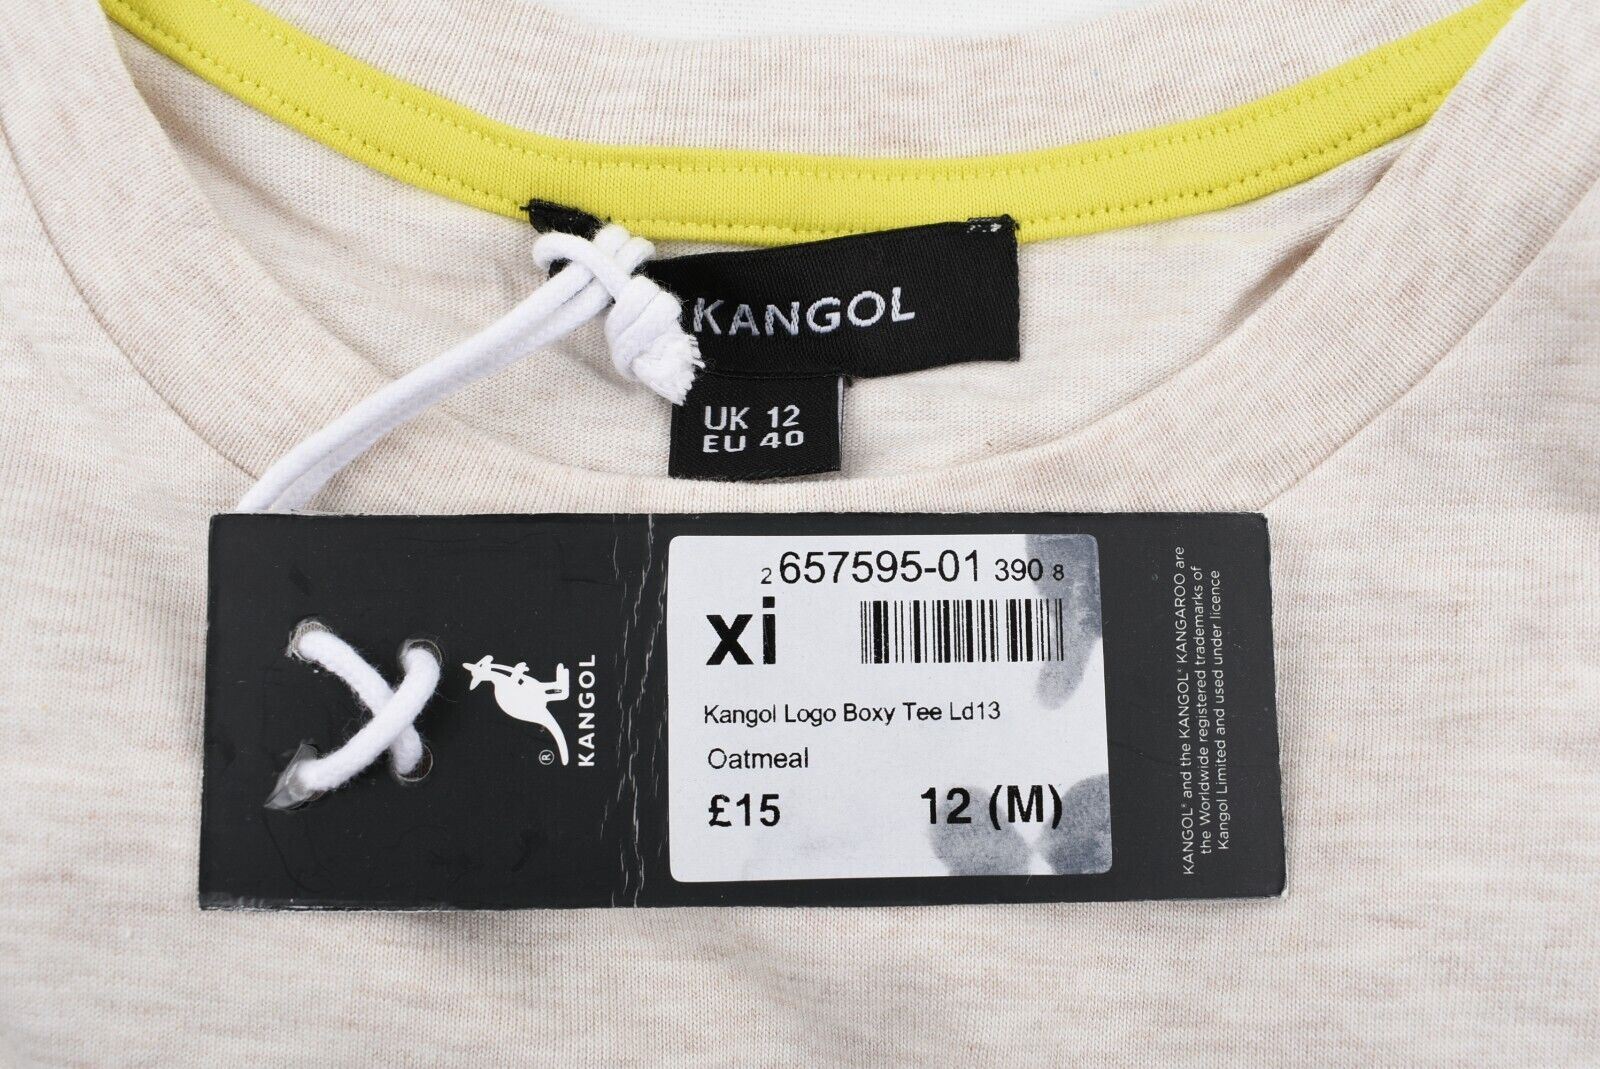 KANGOL
UK 12
EU 40
KANGOL
®
2 657595-01 390 8
xi
Kangol Logo Boxy Tee Ld13
Oatmeal
£15 12 (M)
KANGOL® and the KANGOL® KANGAROO are
the Worldwide registered trademarks of
Kangol Limited and used under licence